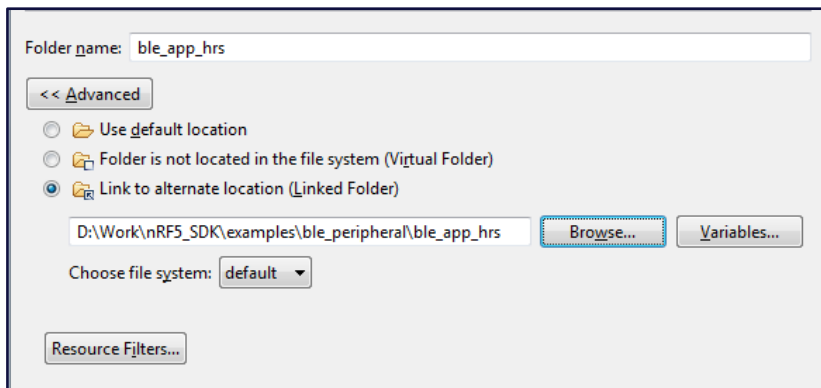 Folder name: ble_app_hrs
<< Advanced
Use default location
Folder is not located in the file system (Virtual Folder)
Link to alternate location (Linked Folder)
D:\Work\nRF5_SDK\examples\ble_peripheral\ble_app_hrs Browse... Variables...
Choose file system: default
Resource Filters...